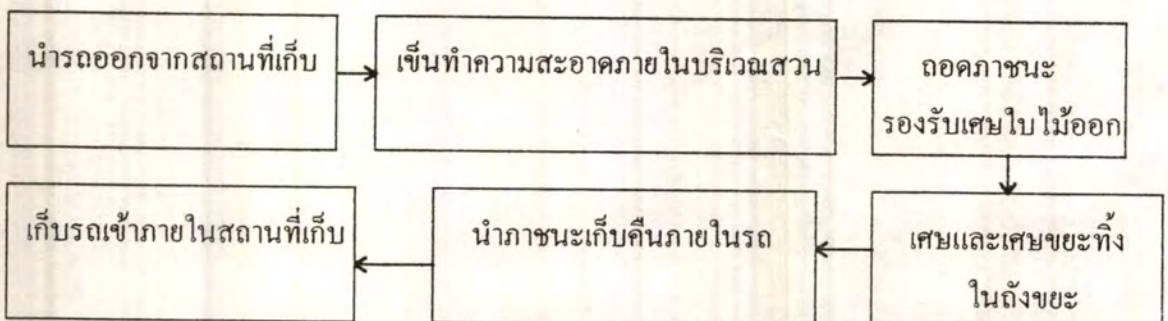 นำรถออกจากสถานที่เก็บ
เข็นทำความสะอาดภายในบริเวณสวน
ถอดภาชนะ
รองรับเศษใบไม้ออก
เศษและเศษขยะทิ้ง
ในถังขยะ
นำภาชนะเก็บคืนภายในรถ
เก็บรถเข้าภายในสถานที่เก็บ